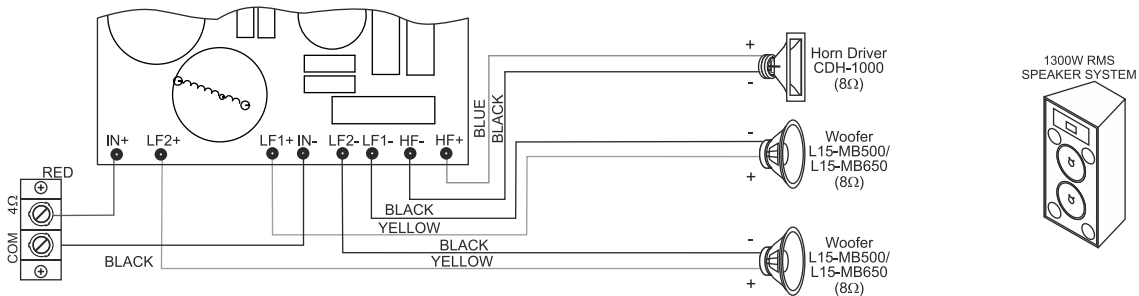 IN+ LF2+ LF1+ IN- LF2- LF1- HF- HF+
BLUE
BLACK
+
Horn Driver
CDH-1000
(8Ω)
-
-
Woofer
L15-MB500/
L15-MB650
(8Ω)
+
-
Woofer
L15-MB500/
L15-MB650
(8Ω)
+
RED
4Ω
COM
BLACK
BLACK
YELLOW
BLACK
YELLOW
1300W RMS
SPEAKER SYSTEM